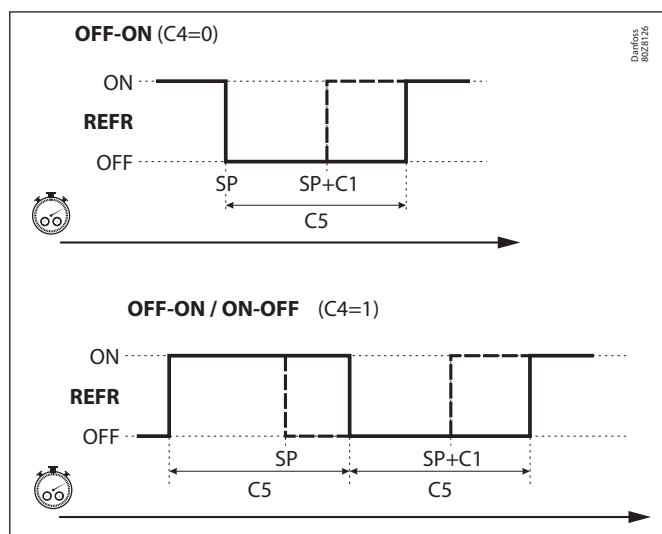 OFF-ON (C4=0)
Danfoss
80Z8126
ON
REFR
OFF
SP SP+C1
C5
OFF-ON / ON-OFF (C4=1)
ON
REFR
OFF
SP SP+C1
C5 C5